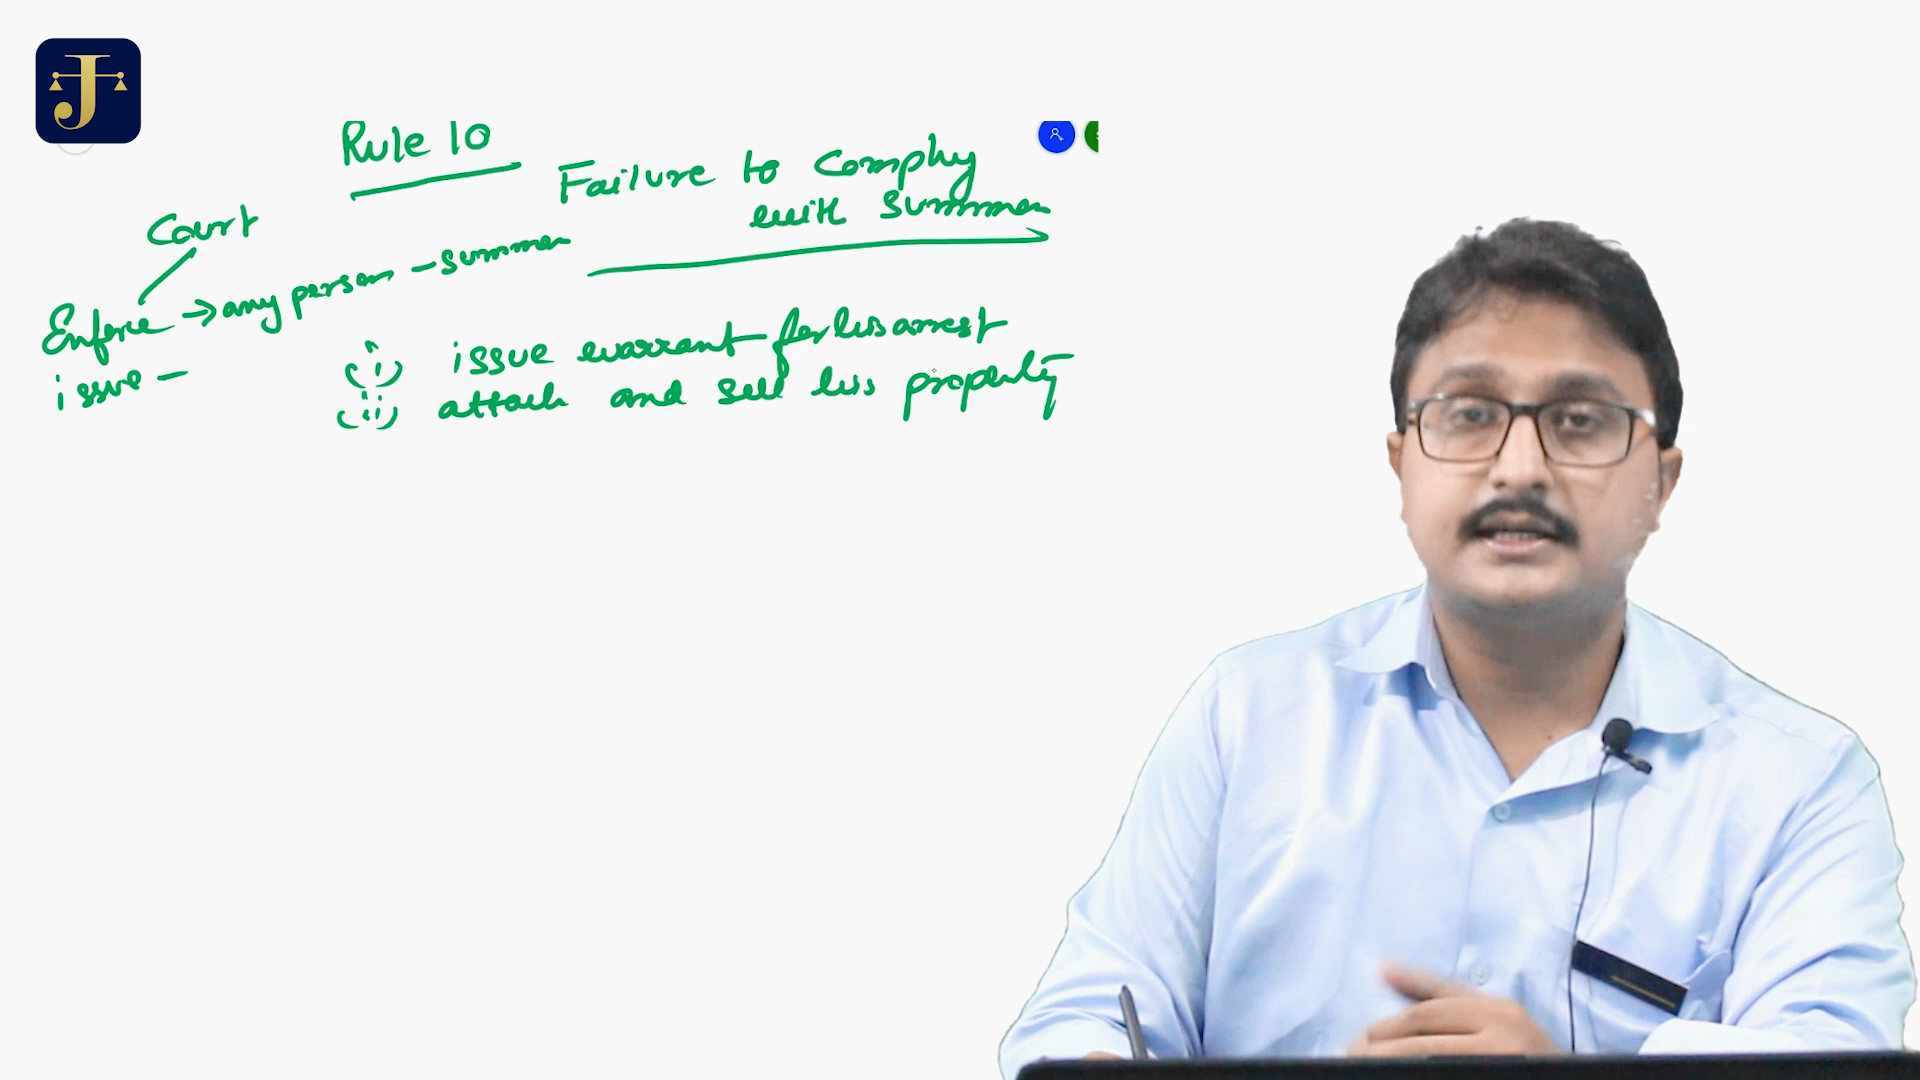 J
Rule 10
Failure to Comply
with Summon
Court
Enforce → any person - summon
issue -
(i) issue warrant for his arrest
(ii) attach and sell his property